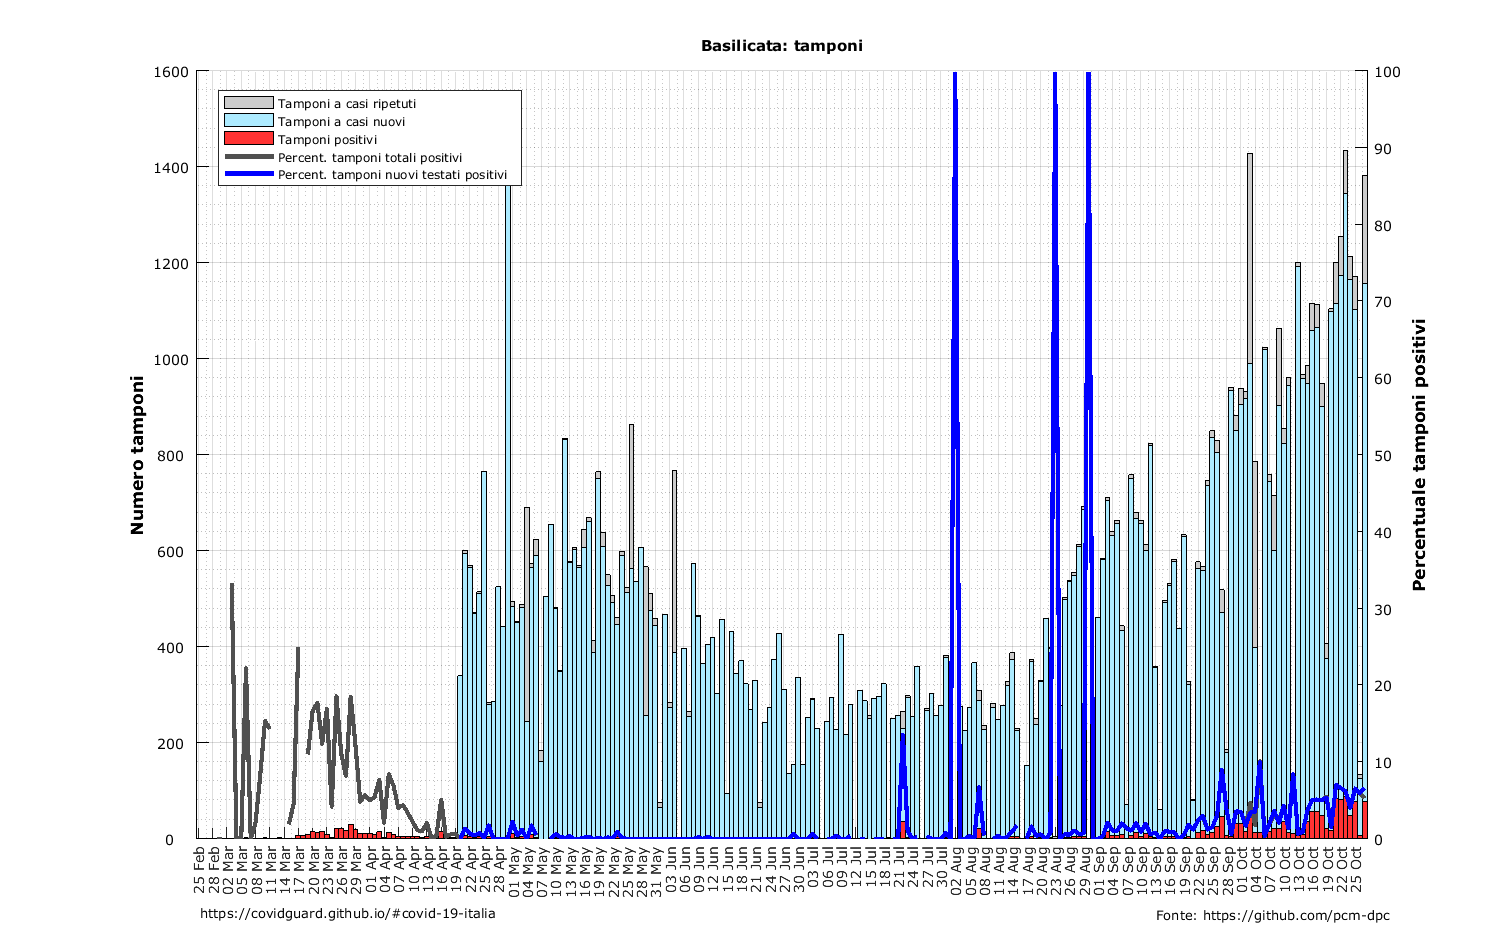 Basilicata: tamponi
Tamponi a casi ripetuti
Tamponi a casi nuovi
Tamponi positivi
Percent. tamponi totali positivi
Percent. tamponi nuovi testati positivi
Numero tamponi
1600
1400
1200
1000
800
600
400
200
0
100
90
80
70
60
50
40
30
20
10
0
Percentuale tamponi positivi
25 Feb
28 Feb
02 Mar
05 Mar
08 Mar
11 Mar
14 Mar
17 Mar
20 Mar
23 Mar
26 Mar
29 Mar
01 Apr
04 Apr
07 Apr
10 Apr
13 Apr
16 Apr
19 Apr
22 Apr
25 Apr
28 Apr
01 May
04 May
07 May
10 May
13 May
16 May
19 May
22 May
25 May
28 May
31 May
03 Jun
06 Jun
09 Jun
12 Jun
15 Jun
18 Jun
21 Jun
24 Jun
27 Jun
30 Jun
03 Jul
06 Jul
09 Jul
12 Jul
15 Jul
18 Jul
21 Jul
24 Jul
27 Jul
30 Jul
02 Aug
05 Aug
08 Aug
11 Aug
14 Aug
17 Aug
20 Aug
23 Aug
26 Aug
29 Aug
01 Sep
04 Sep
07 Sep
10 Sep
13 Sep
16 Sep
19 Sep
22 Sep
25 Sep
28 Sep
01 Oct
04 Oct
07 Oct
10 Oct
13 Oct
16 Oct
19 Oct
22 Oct
25 Oct
https://covidguard.github.io/#covid-19-italia
Fonte: https://github.com/pcm-dpc